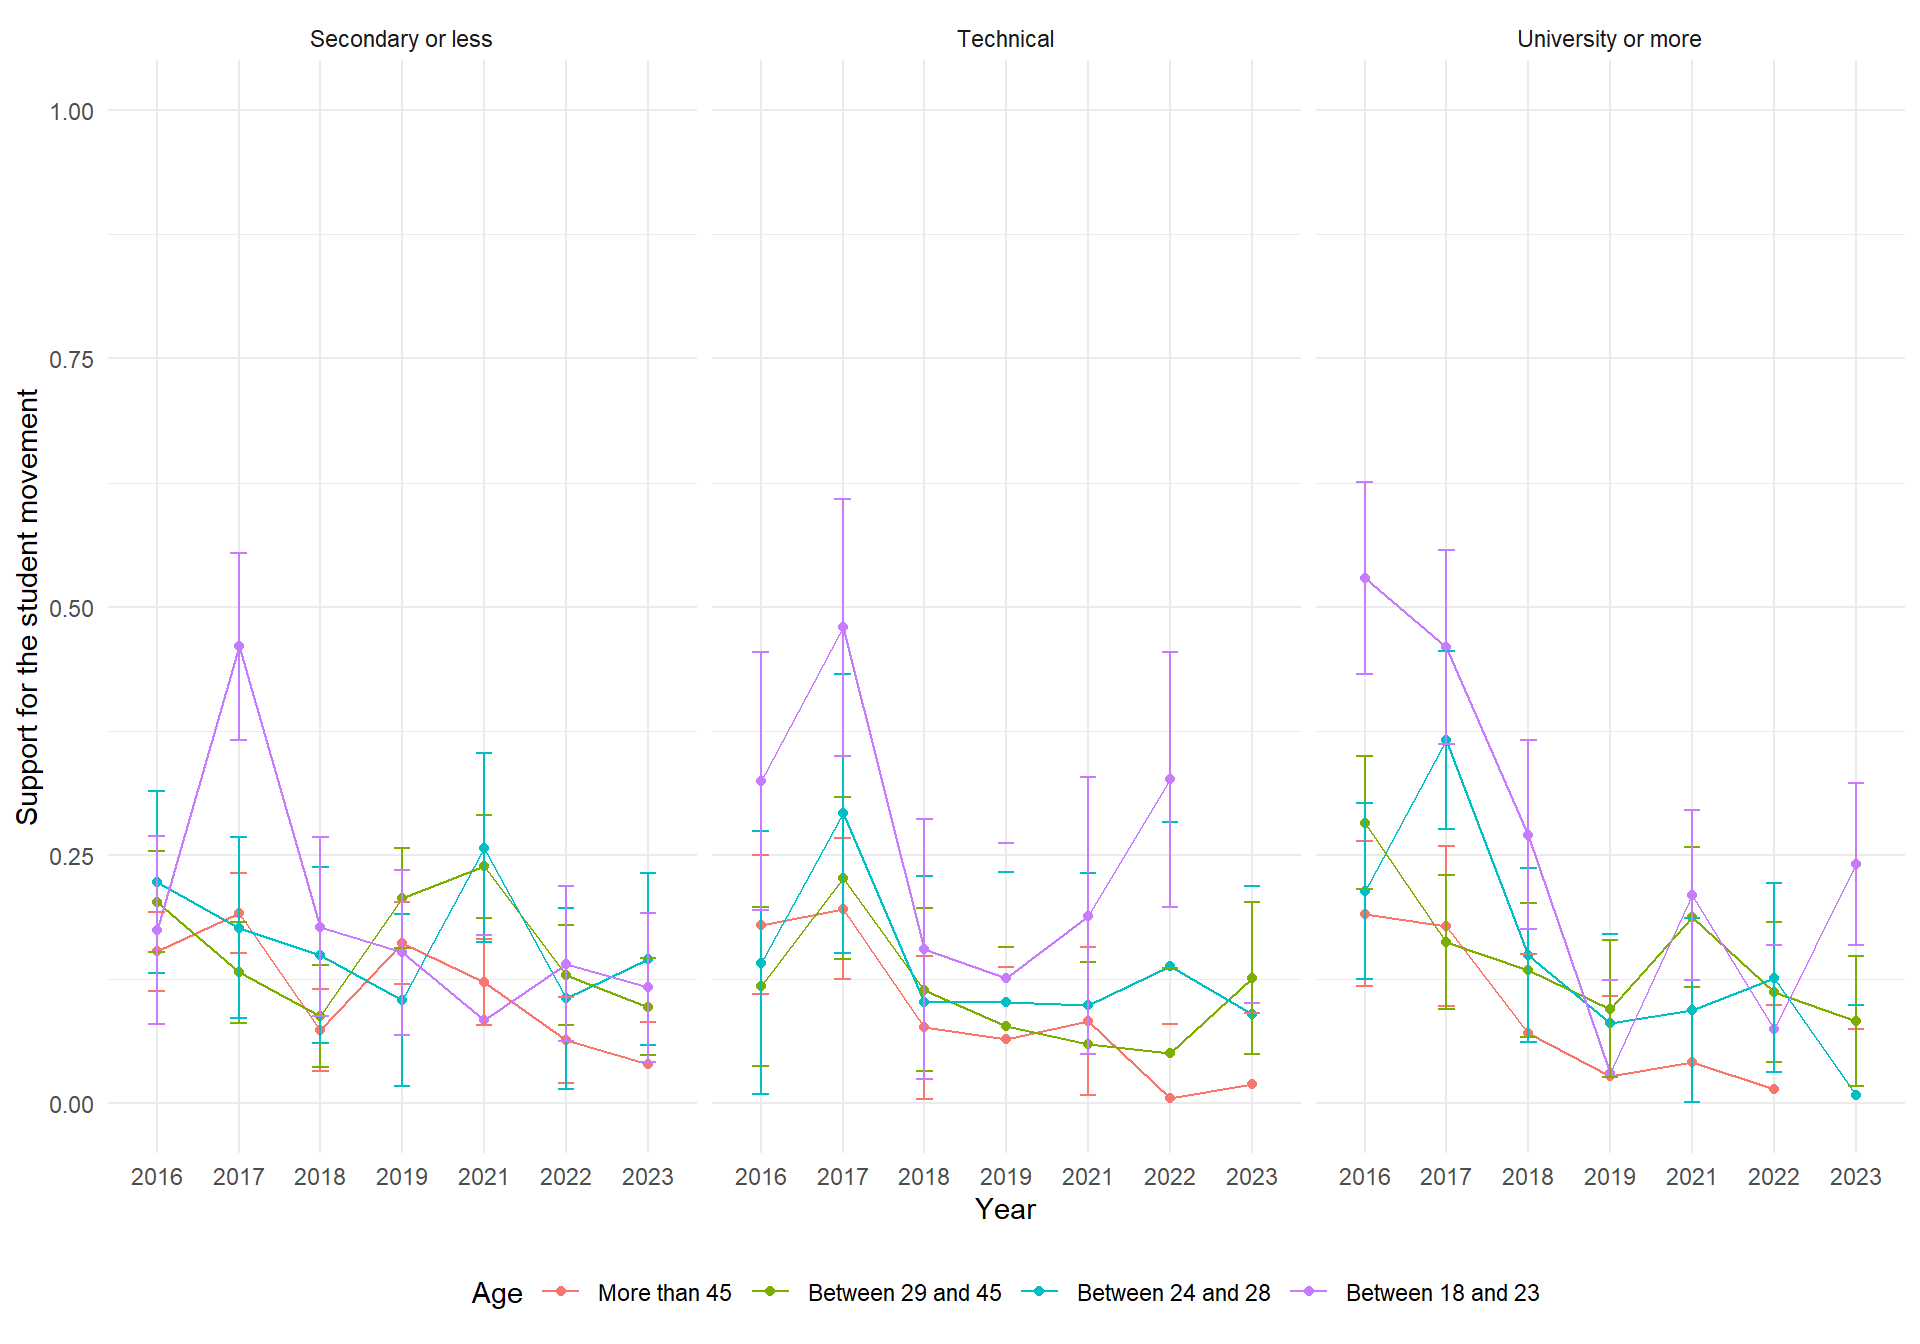 Secondary or less
Technical
University or more
1.00
0.75
0.50
0.25
0.00
Support for the student movement
2016 2017 2018 2019 2021 2022 2023
2016 2017 2018 2019 2021 2022 2023
2016 2017 2018 2019 2021 2022 2023
Year
Age More than 45 Between 29 and 45 Between 24 and 28 Between 18 and 23